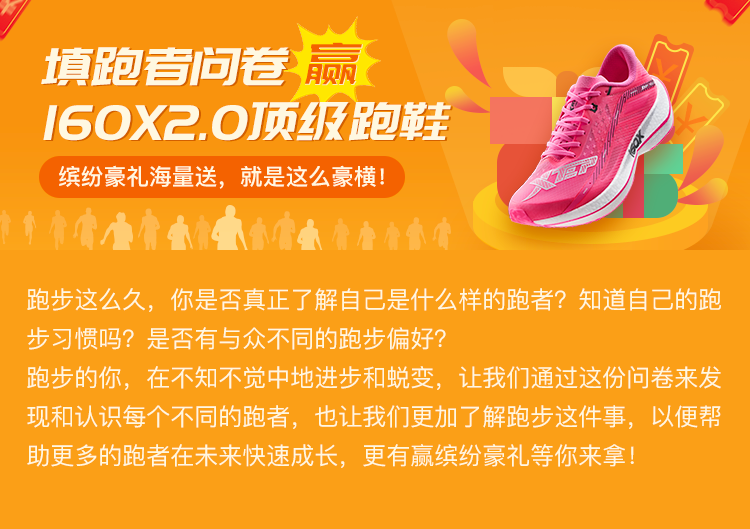 填跑者问卷 赢
160X2.0顶级跑鞋
缤纷豪礼海量送，就是这么豪横！
XTEP
160X
跑步这么久，你是否真正了解自己是什么样的跑者？知道自己的跑
步习惯吗？是否有与众不同的跑步偏好？
跑步的你，在不知不觉中地进步和蜕变，让我们通过这份问卷来发
现和认识每个不同的跑者，也让我们更加了解跑步这件事，以便帮
助更多的跑者在未来快速成长，更有赢缤纷豪礼等你来拿！